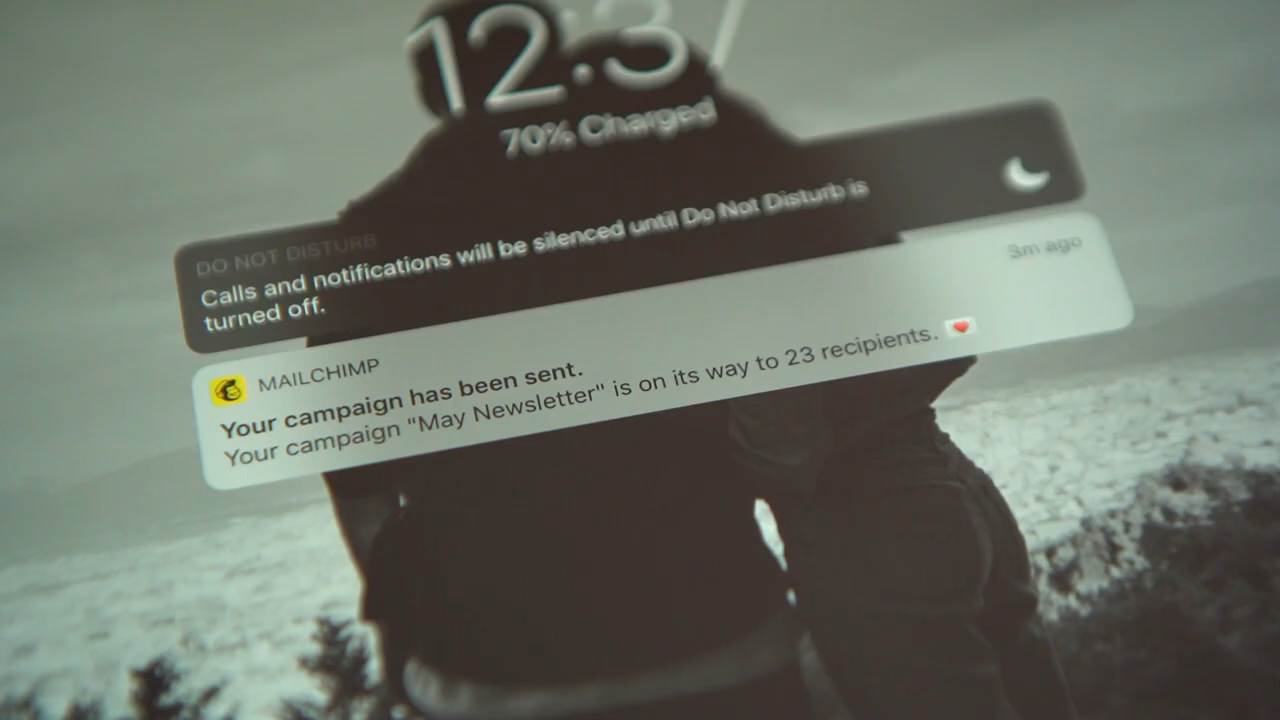 12:37
70% Charged
DO NOT DISTURB
Calls and notifications will be silenced until Do Not Disturb is
turned off.
MAILCHIMP
3m ago
Your campaign has been sent.
Your campaign "May Newsletter" is on its way to 23 recipients. 💌